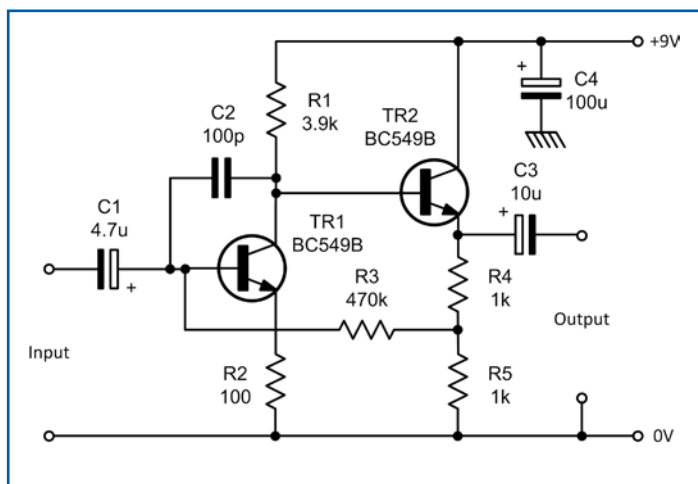 +9V
C4
100u
R1
3.9k
C2
100p
TR2
BC549B
C3
10u
+
+
C1
4.7u
+
TR1
BC549B
R3
470k
R4
1k
Input
Output
R2
100
R5
1k
0V